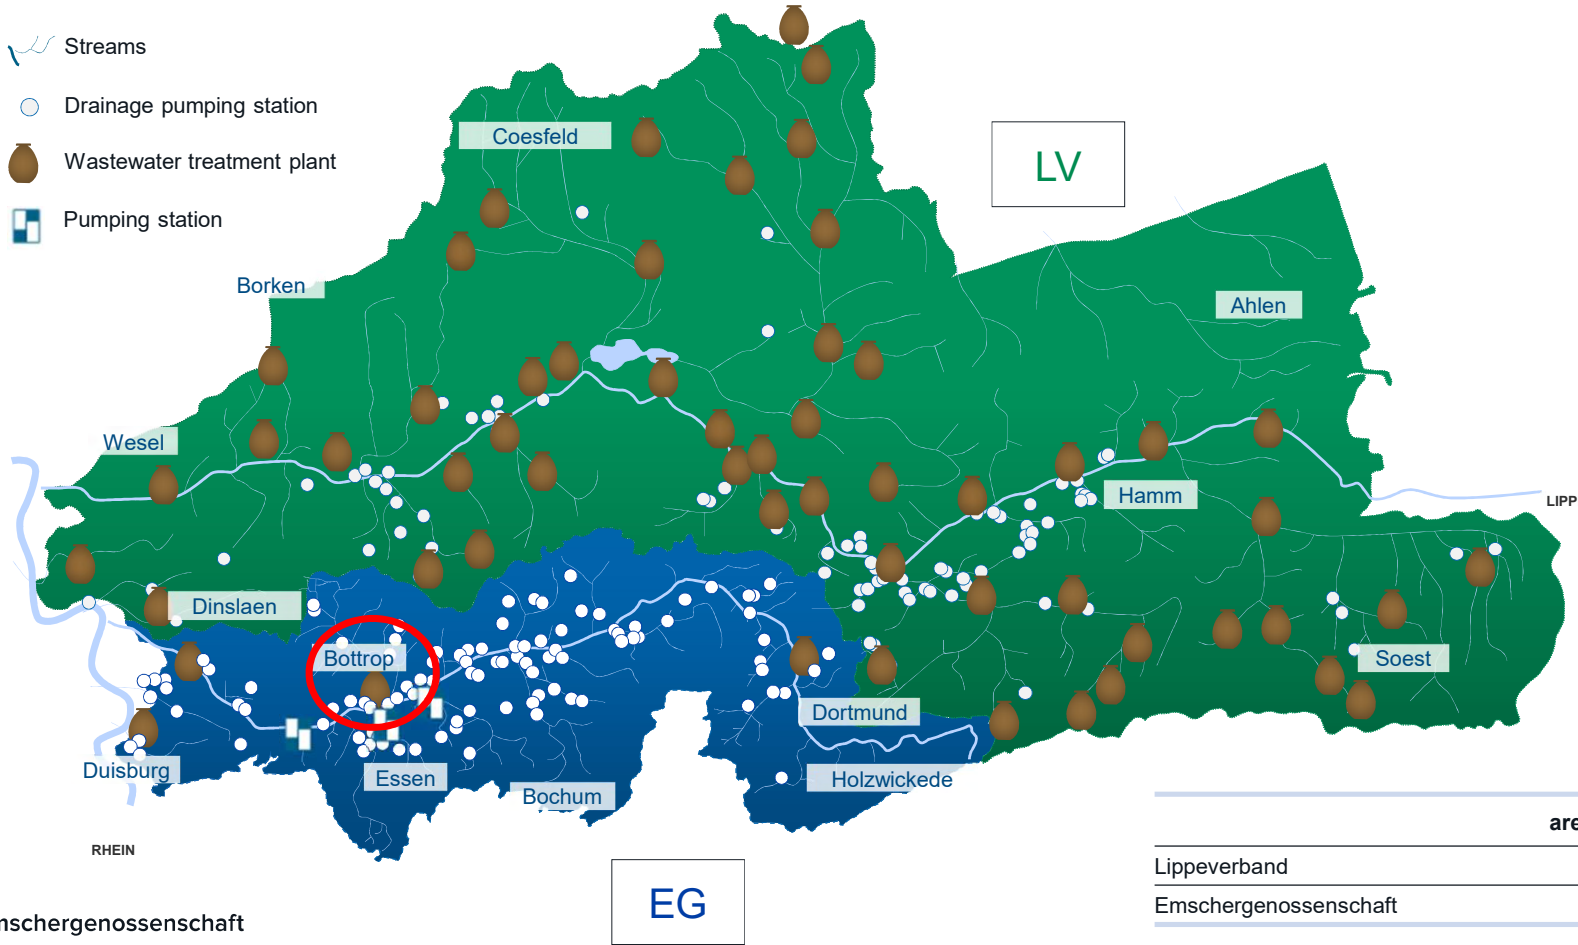 Streams
Drainage pumping station
Wastewater treatment plant
Pumping station
Coesfeld
LV
Borken
Ahlen
Wesel
Hamm
LIPP
Dinslaen
Bottrop
Soest
Dortmund
Duisburg
Essen
Holzwickede
Bochum
RHEIN
are
Lippeverband
EG
Emschergenossenschaft
nschergenossenschaft